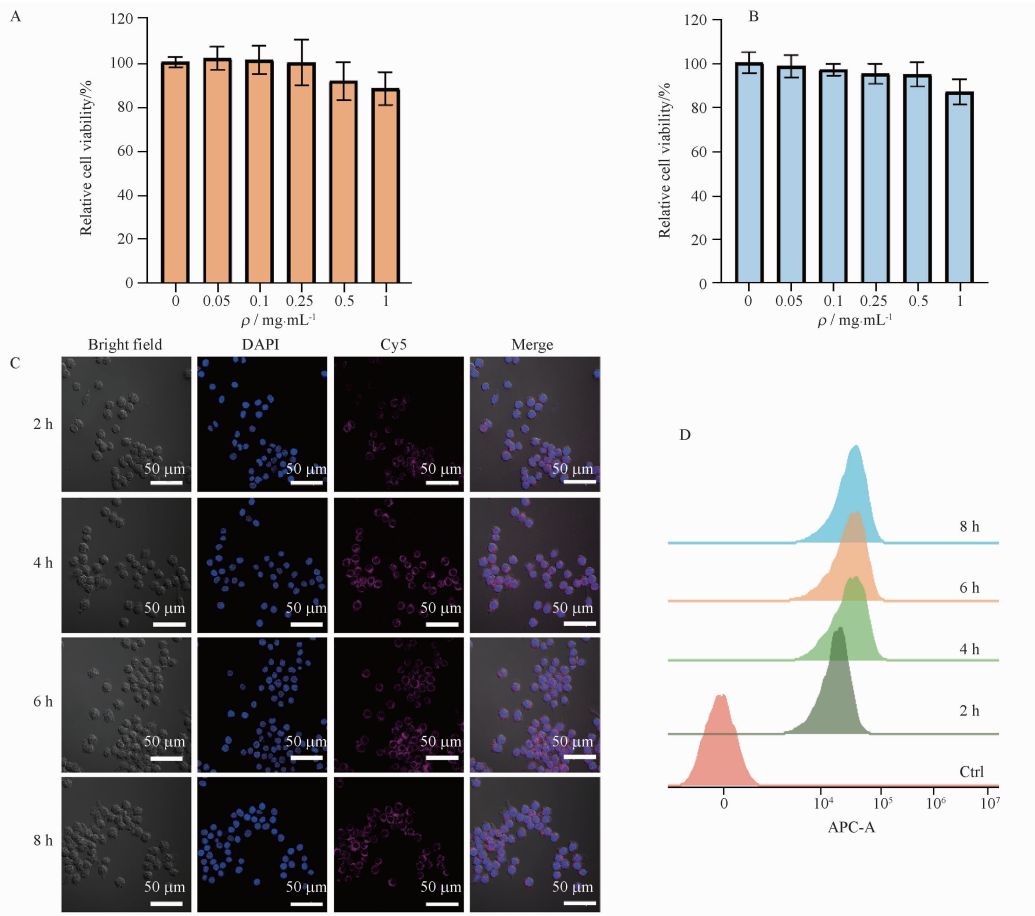 A
120
100
80
60
40
20
0
Relative cell viability/%
0 0.05 0.1 0.25 0.5 1
ρ / mg·mL⁻¹
B
120
100
80
60
40
20
0
Relative cell viability/%
0 0.05 0.1 0.25 0.5 1
ρ / mg·mL⁻¹
C
Bright field DAPI Cy5 Merge
2 h
50 μm 50 μm 50 μm 50 μm
4 h
50 μm 50 μm 50 μm 50 μm
6 h
50 μm 50 μm 50 μm 50 μm
8 h
50 μm 50 μm 50 μm 50 μm
D
8 h
6 h
4 h
2 h
Ctrl
0 10⁴ 10⁵ 10⁶ 10⁷
APC-A